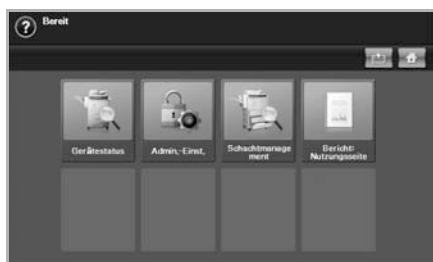 Bereit
Gerätestatus
Admin.-Einst.
Schachtmanage
ment
Bericht:
Nutzungsseite